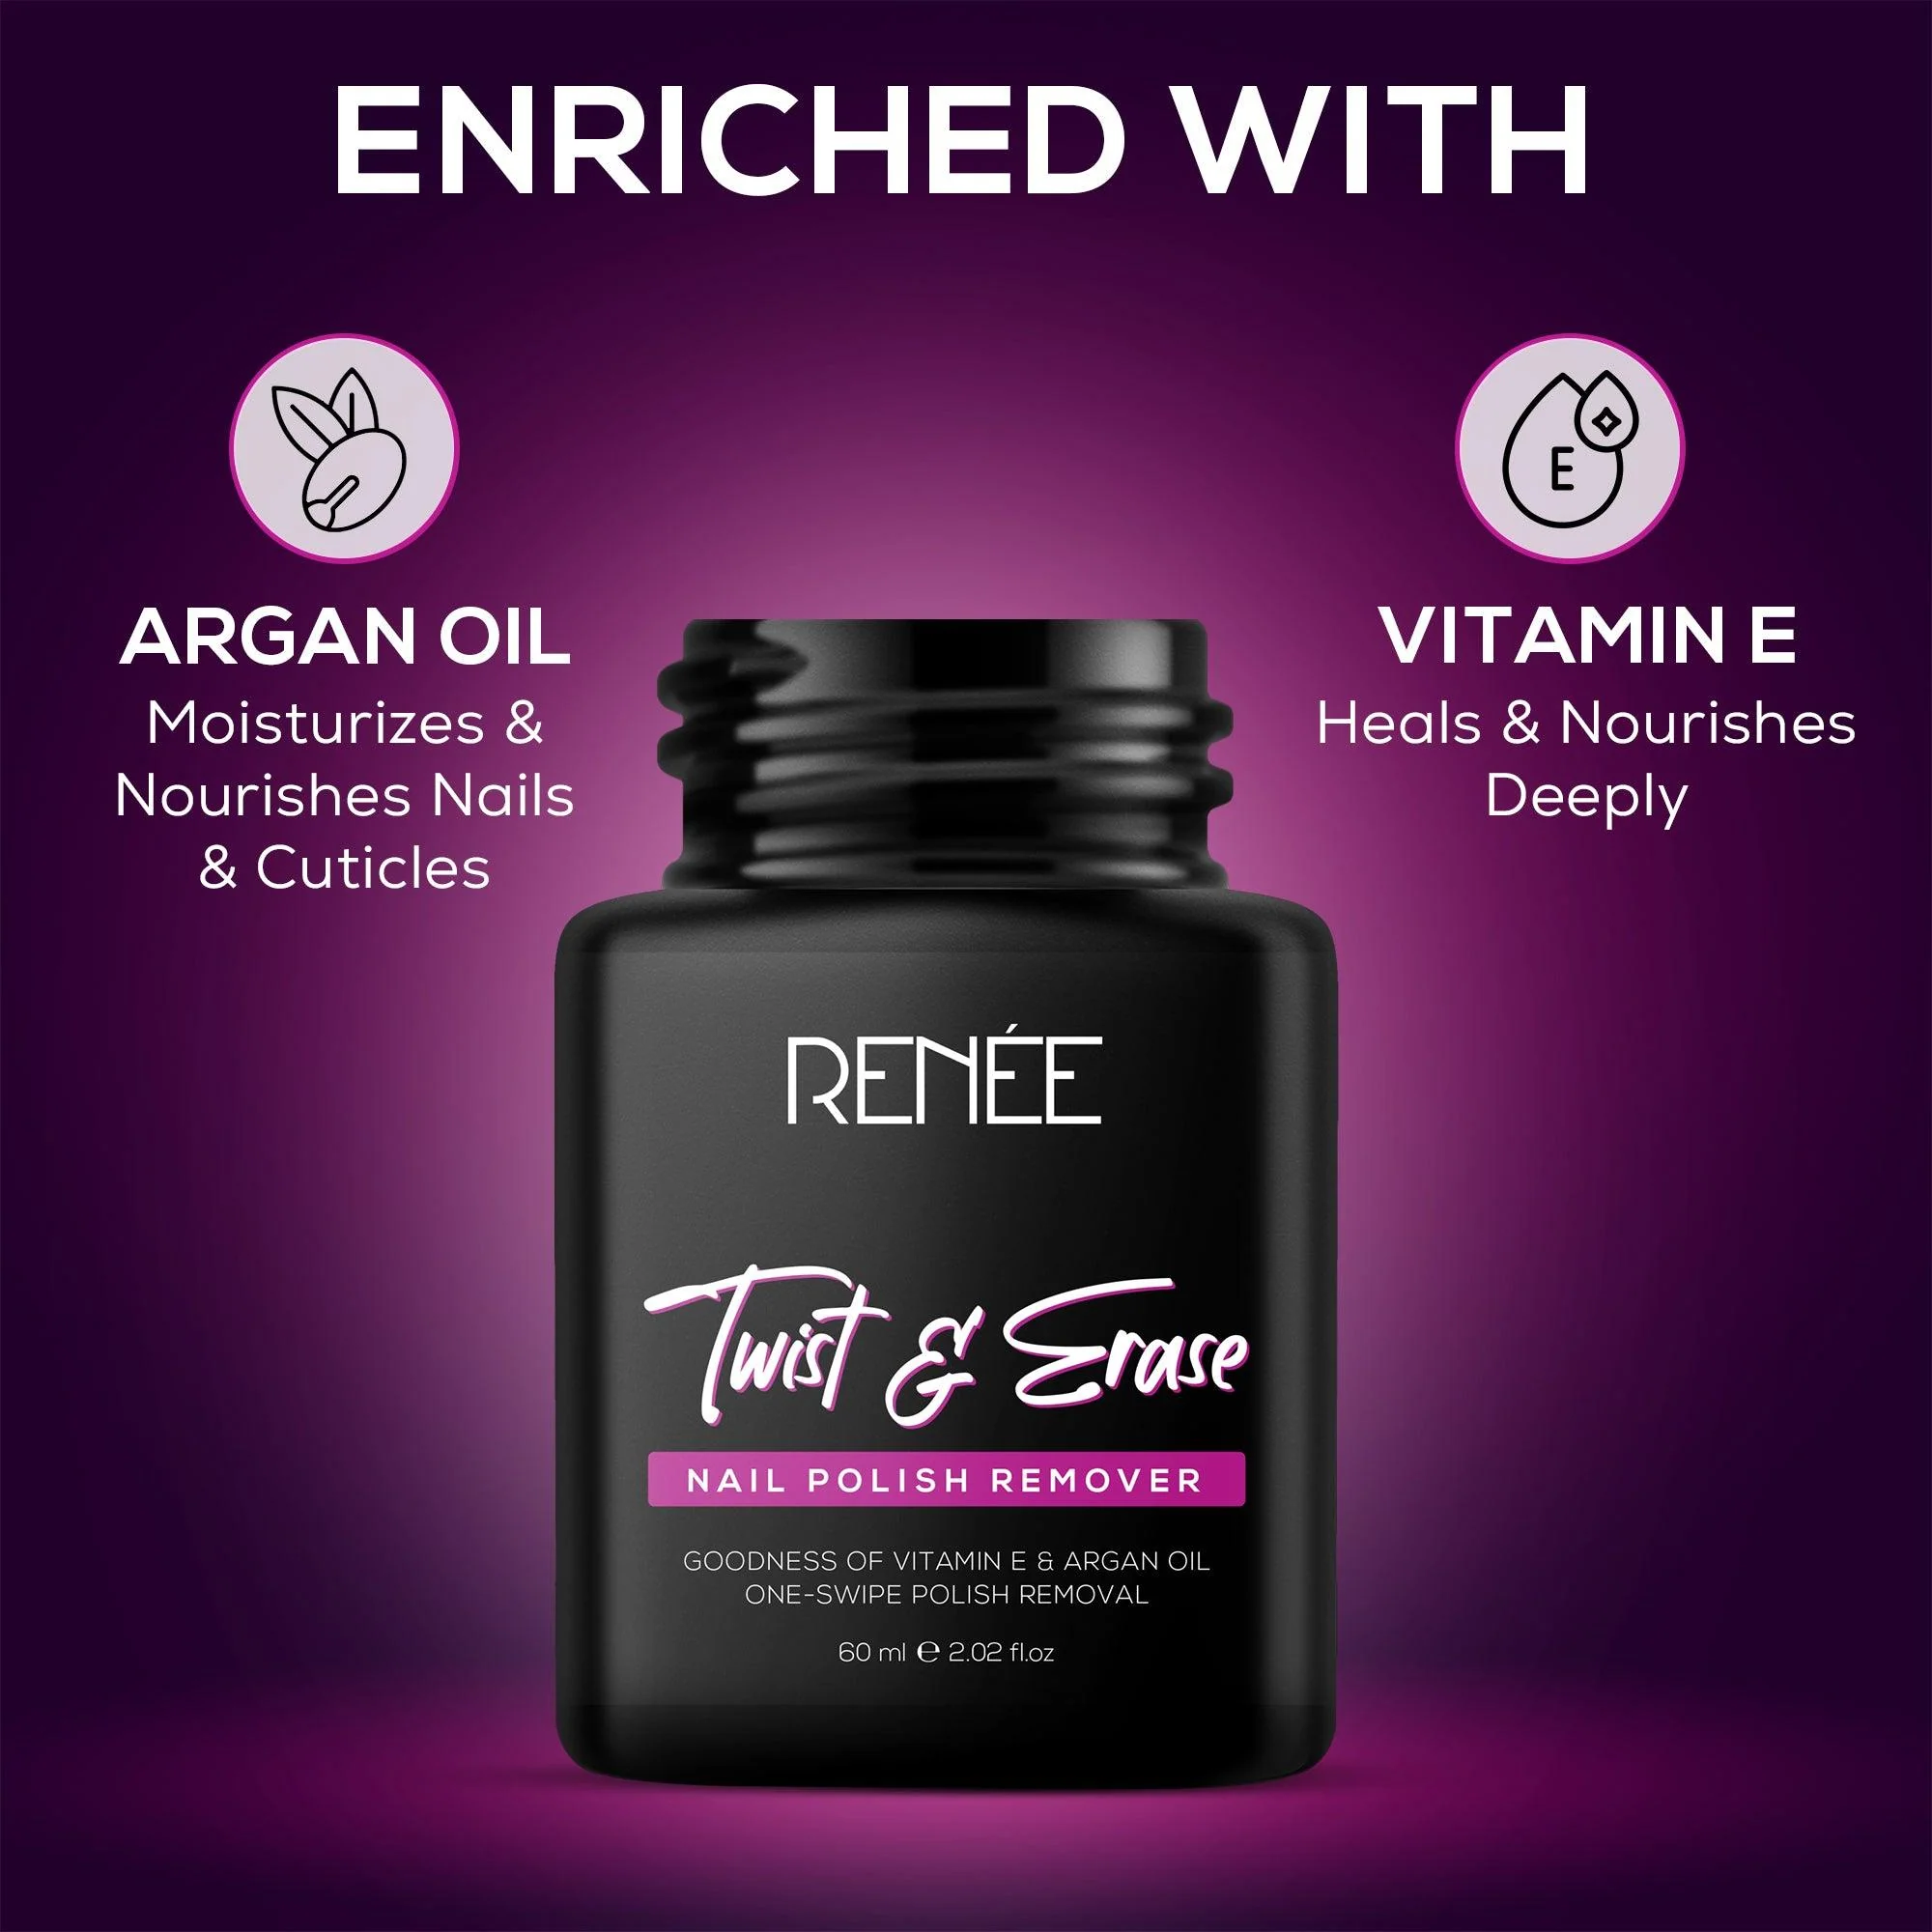 ENRICHED WITH
ARGAN OIL
Moisturizes &
Nourishes Nails
& Cuticles
E
VITAMIN E
Heals & Nourishes
Deeply
RENÉE
Twist & Erase
NAIL POLISH REMOVER
GOODNESS OF VITAMIN E & ARGAN OIL
ONE-SWIPE POLISH REMOVAL
60 ml ℮ 2.02 fl.oz